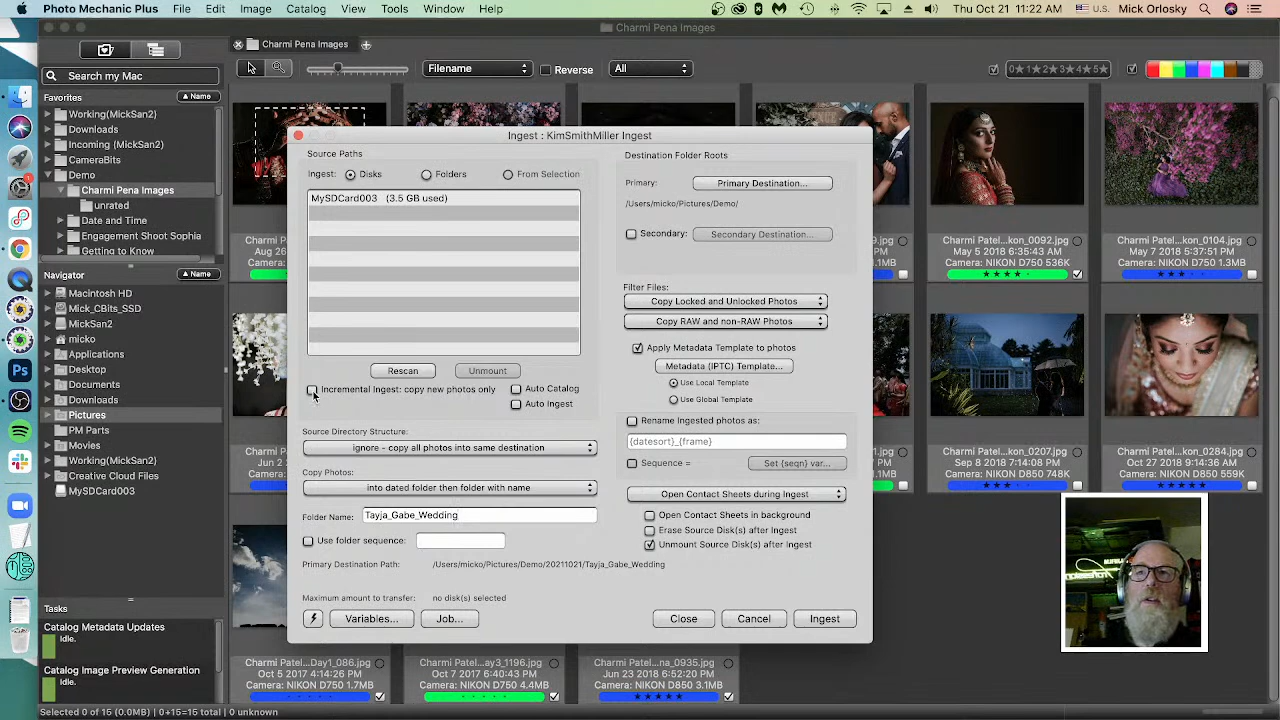 Photo Mechanic Plus File Edit Image Catalog View Tools Window Help
U.S. Thu Oct 21 11:22 AM Mick Orlosky
Charmi Pena Images
Charmi Pena Images
Search my Mac
Filename
Reverse
All
0★1★2★3★4★5★
Favorites
Name
Working(MickSan2)
Downloads
Incoming (MickSan2)
CameraBits
Demo
Charmi Pena Images
unrated
Date and Time
Engagement Shoot Sophia
Getting to Know
Navigator
Name
Macintosh HD
Mick_CBits_SSD
MickSan2
micko
Applications
Desktop
Documents
Downloads
Pictures
PM Parts
Movies
Working(MickSan2)
Creative Cloud Files
MySDCard003
Tasks
Catalog Metadata Updates
Idle.
Catalog Image Preview Generation
Idle.
Ingest : KimSmithMiller Ingest
Source Paths
Ingest: Disks Folders From Selection
MySDCard003 (3.5 GB used)
Rescan
Unmount
Incremental Ingest: copy new photos only
Auto Catalog
Auto Ingest
Source Directory Structure:
ignore - copy all photos into same destination
Copy Photos:
into dated folder then folder with name
Folder Name: Tayja_Gabe_Wedding
Use folder sequence:
Primary Destination Path: /Users/micko/Pictures/Demo/20211021/Tayja_Gabe_Wedding
Maximum amount to transfer: no disk(s) selected
Variables...
Job...
Close
Cancel
Ingest
Destination Folder Roots
Primary: Primary Destination...
/Users/micko/Pictures/Demo/
Secondary: Secondary Destination...
Filter Files:
Copy Locked and Unlocked Photos
Copy RAW and non-RAW Photos
Apply Metadata Template to photos
Metadata (IPTC) Template...
Use Local Template
Use Global Template
Rename Ingested photos as:
{datesort}_{frame}
Sequence = Set {seqn} var...
Open Contact Sheets during Ingest
Open Contact Sheets in background
Erase Source Disk(s) after Ingest
Unmount Source Disk(s) after Ingest
Charmi Patel...kon_0092.jpg
May 5 2018 6:35:43 AM
Camera: NIKON D750 536K
Charmi Patel...kon_0104.jpg
May 7 2018 5:37:51 PM
Camera: NIKON D750 1.3MB
Charmi Patel...kon_0207.jpg
Sep 8 2018 7:14:08 PM
Camera: NIKON D850 748K
Charmi Patel...kon_0284.jpg
Oct 27 2018 4:04:19 AM
Camera: NIKON D850 559K
Charmi Patel...Day1_086.jpg
Oct 5 2017 4:14:26 PM
Camera: NIKON D750 1.7MB
Charmi Patel...ay3_1196.jpg
Oct 7 2017 6:40:43 PM
Camera: NIKON D750 4.4MB
Charmi Patel...na_0935.jpg
Jun 23 2018 6:52:20 PM
Camera: NIKON D850 3.1MB
Selected 0 of 15 (0.0MB) | 0+15=15 total | 0 unknown